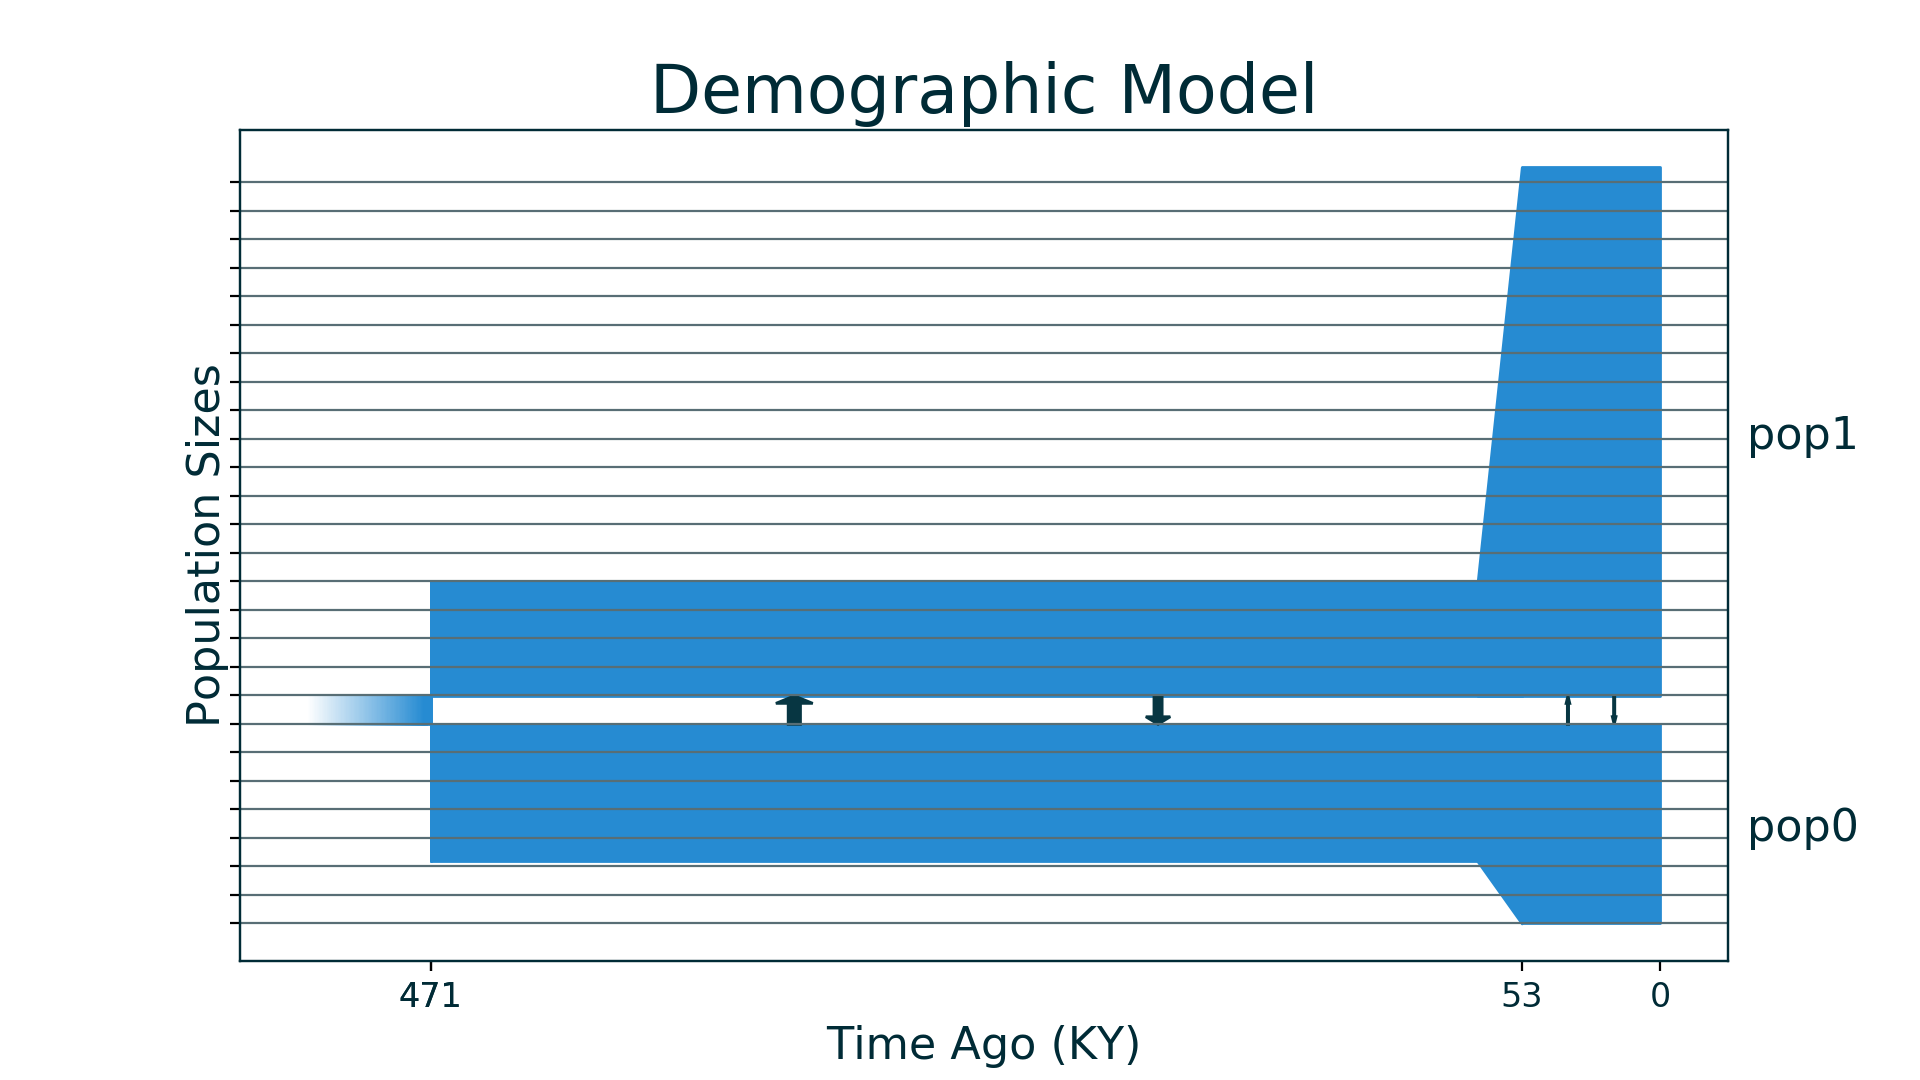 Demographic Model
Population Sizes
pop1
pop0
471
53
0
Time Ago (KY)